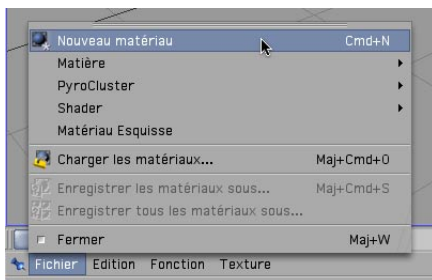 Nouveau matériau Cmd+N
Matière
PyroCluster
Shader
Matériau Esquisse
Charger les matériaux... Maj+Cmd+O
Enregistrer les matériaux sous... Maj+Cmd+S
Enregistrer tous les matériaux sous...
Fermer Maj+W
Fichier Edition Fonction Texture